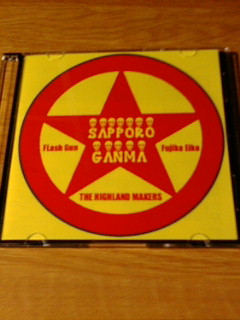 SAPPORO
FLash Gun
Fujiko Eiko
GANMA
THE HIGHLAND MAKERS